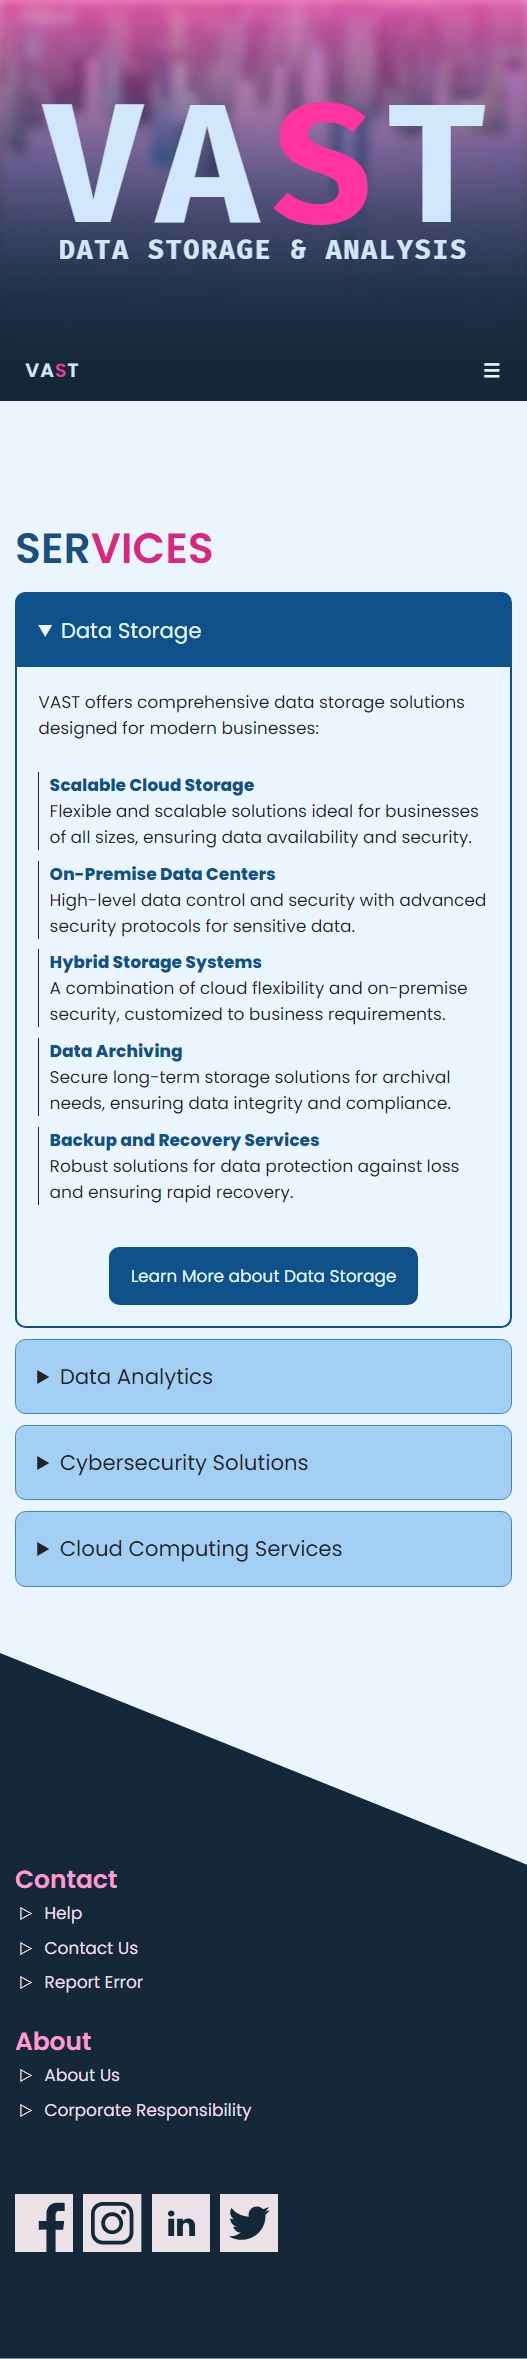 VAST
DATA STORAGE & ANALYSIS
VAST
SERVICES
Data Storage
VAST offers comprehensive data storage solutions
designed for modern businesses:
Scalable Cloud Storage
Flexible and scalable solutions ideal for businesses
of all sizes, ensuring data availability and security.
On-Premise Data Centers
High-level data control and security with advanced
security protocols for sensitive data.
Hybrid Storage Systems
A combination of cloud flexibility and on-premise
security, customized to business requirements.
Data Archiving
Secure long-term storage solutions for archival
needs, ensuring data integrity and compliance.
Backup and Recovery Services
Robust solutions for data protection against loss
and ensuring rapid recovery.
Learn More about Data Storage
Data Analytics
Cybersecurity Solutions
Cloud Computing Services
Contact
Help
Contact Us
Report Error
About
About Us
Corporate Responsibility